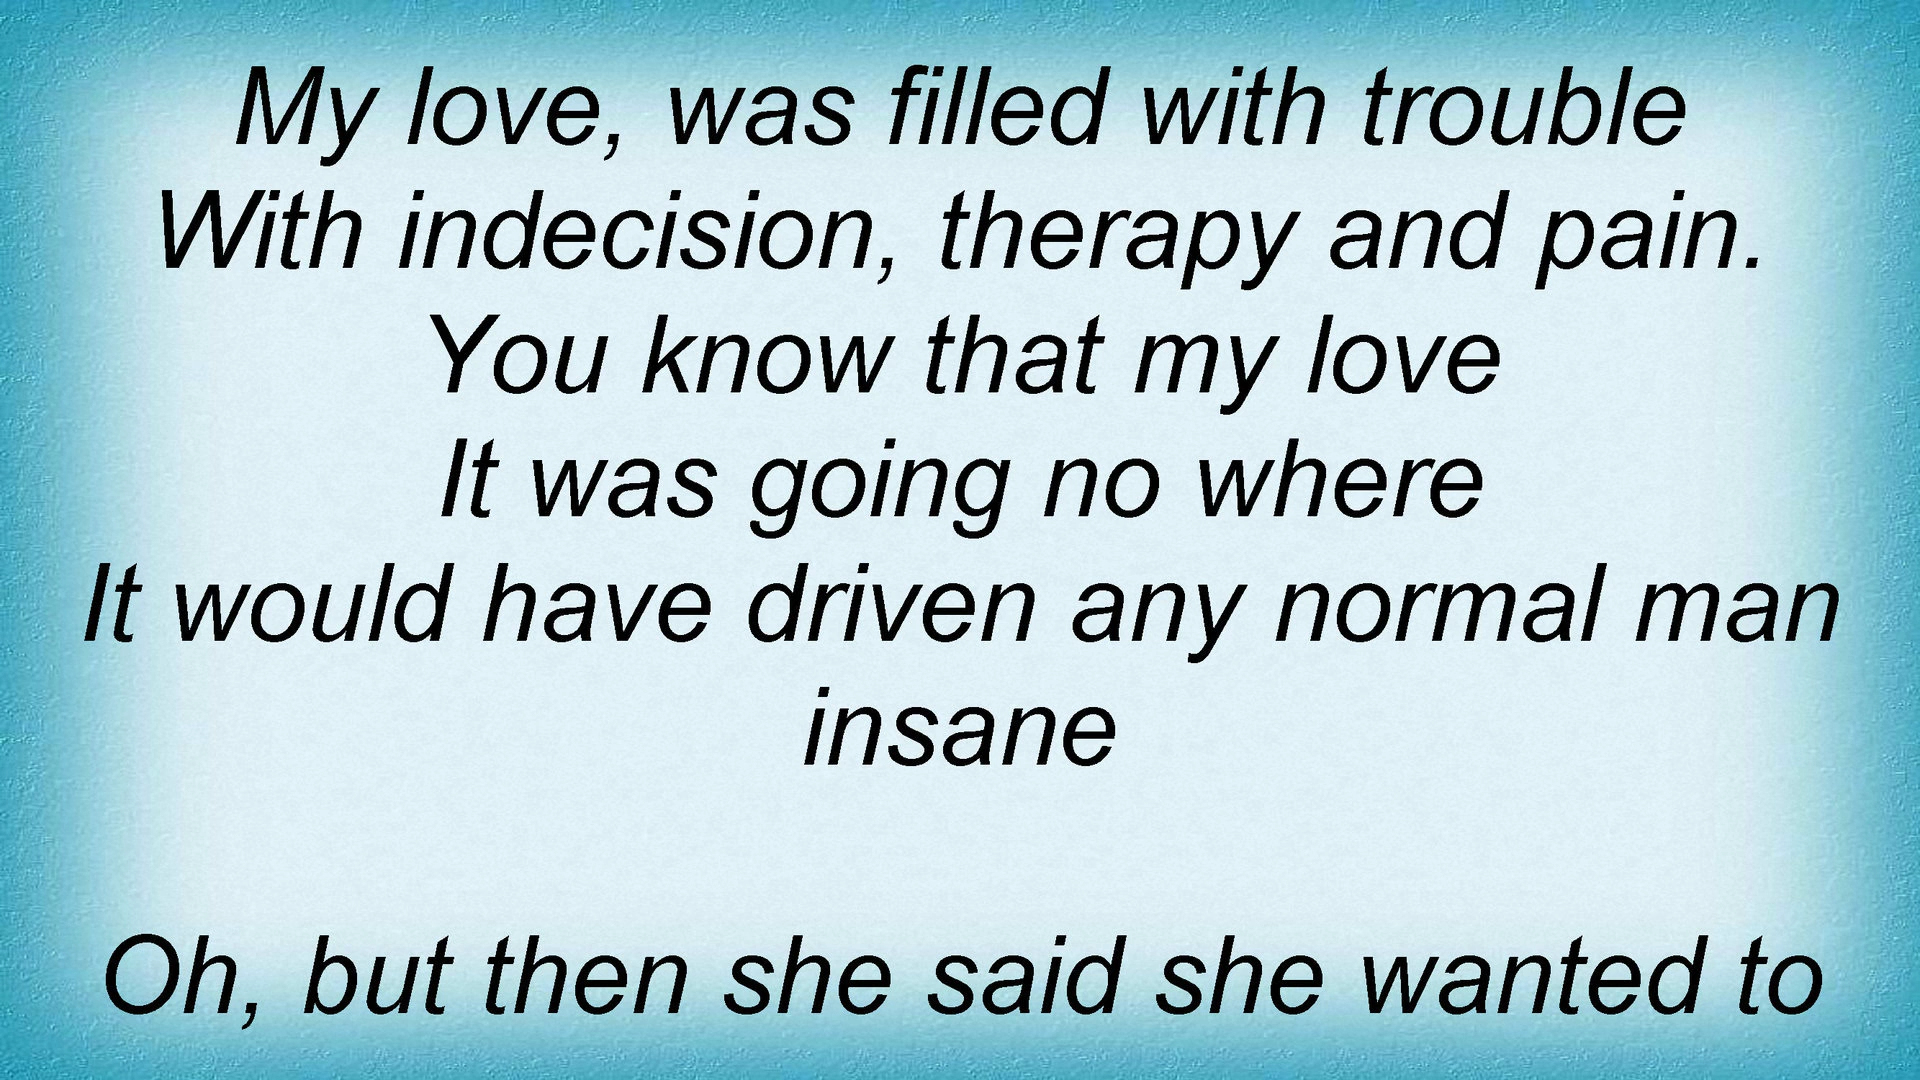 My love, was filled with trouble
With indecision, therapy and pain.
You know that my love
It was going no where
It would have driven any normal man
insane
Oh, but then she said she wanted to